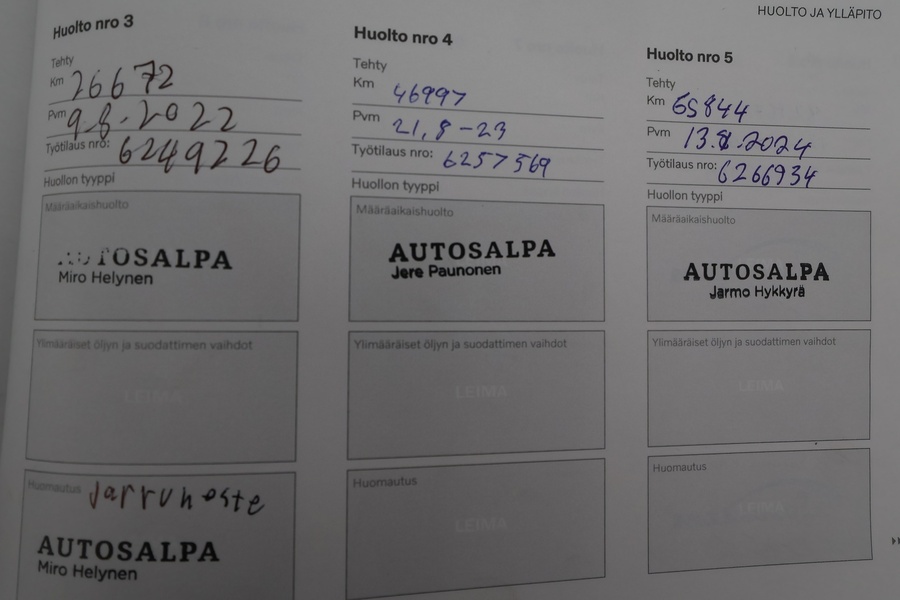 HUOLTO JA YLLÄPITO
Huolto nro 3
Tehty
Km 26672
Pvm 9.8.-2022
Työtilaus nro: 6249226
Huollon tyyppi
Määräaikaishuolto
AUTOSALPA
Miro Helynen
Ylimääräiset öljyn ja suodattimen vaihdot
LEIMA
Huomautus Jarruneste
AUTOSALPA
Miro Helynen
Huolto nro 4
Tehty
Km 46997
Pvm 21,8-23
Työtilaus nro: 6257569
Huollon tyyppi
Määräaikaishuolto
AUTOSALPA
Jere Paunonen
Ylimääräiset öljyn ja suodattimen vaihdot
LEIMA
Huomautus
LEIMA
Huolto nro 5
Tehty
Km 65844
Pvm 13.8.2024
Työtilaus nro: 6266934
Huollon tyyppi
Määräaikaishuolto
AUTOSALPA
Jarmo Hykkyrä
Ylimääräiset öljyn ja suodattimen vaihdot
LEIMA
Huomautus
LEIMA